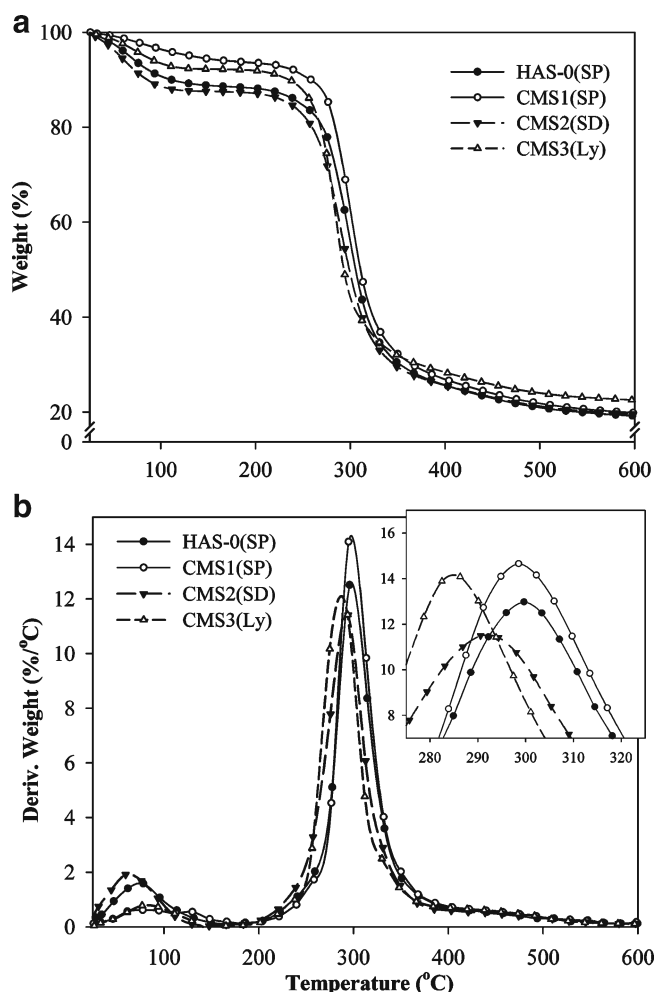 a
100
80
60
40
20
0
Weight (%)
HAS-0(SP)
CMS1(SP)
CMS2(SD)
CMS3(Ly)
100 200 300 400 500 600
b
14
12
10
8
6
4
2
0
Deriv. Weight (%/°C)
HAS-0(SP)
CMS1(SP)
CMS2(SD)
CMS3(Ly)
16
14
12
10
8
280 290 300 310 320
100 200 300 400 500 600
Temperature (°C)